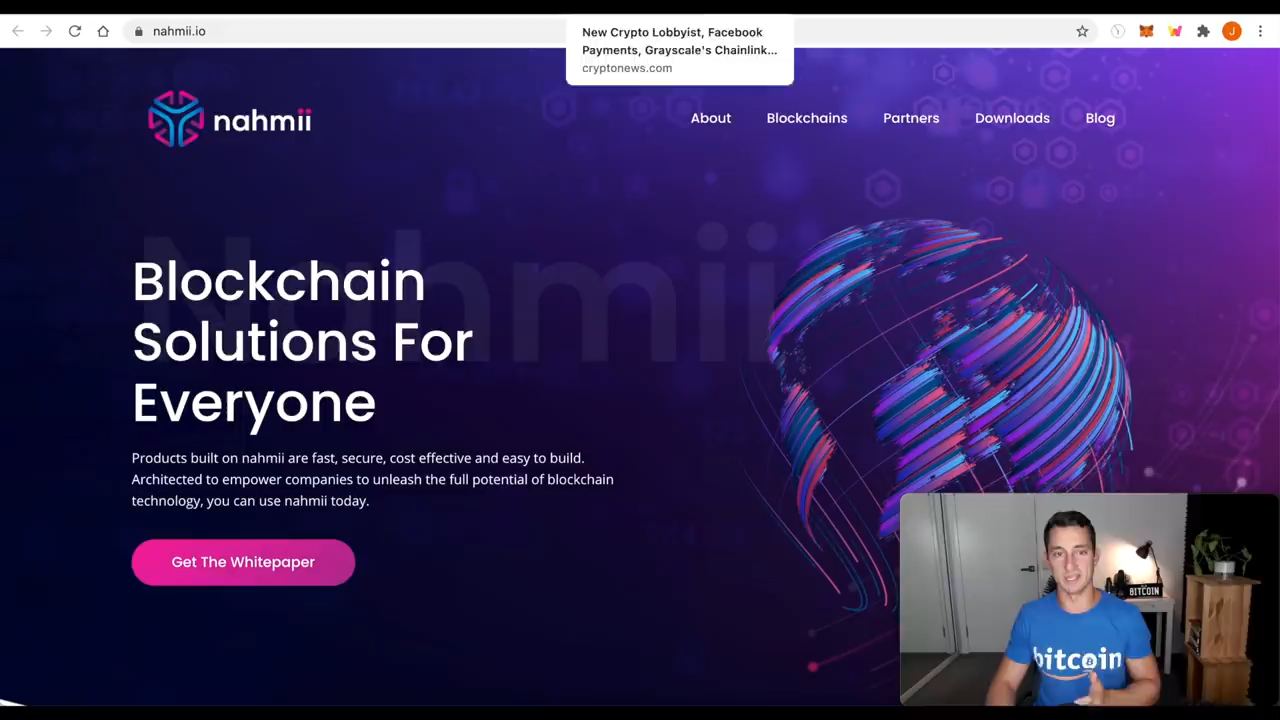 nahmii.io
New Crypto Lobbyist, Facebook
Payments, Grayscale's Chainlink...
cryptonews.com
J
nahmii
About
Blockchains
Partners
Downloads
Blog
Nahmii
Blockchain
Solutions For
Everyone
Products built on nahmii are fast, secure, cost effective and easy to build.
Architected to empower companies to unleash the full potential of blockchain
technology, you can use nahmii today.
Get The Whitepaper
BITCOIN
bitcoin